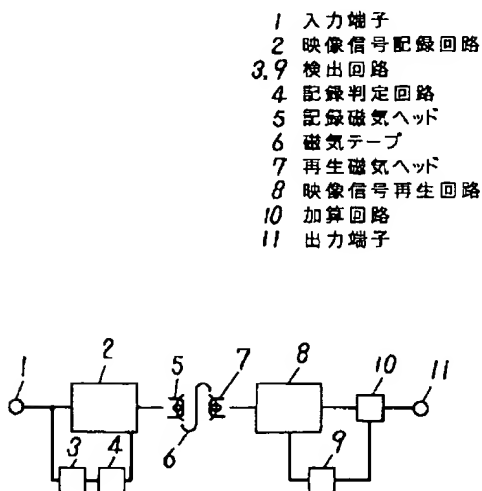 1 入力端子
2 映像信号記録回路
3.9 検出回路
4 記録判定回路
5 記録磁気ヘッド
6 磁気テープ
7 再生磁気ヘッド
8 映像信号再生回路
10 加算回路
11 出力端子
1 2 5 7 8 10 11
3 4 6 9